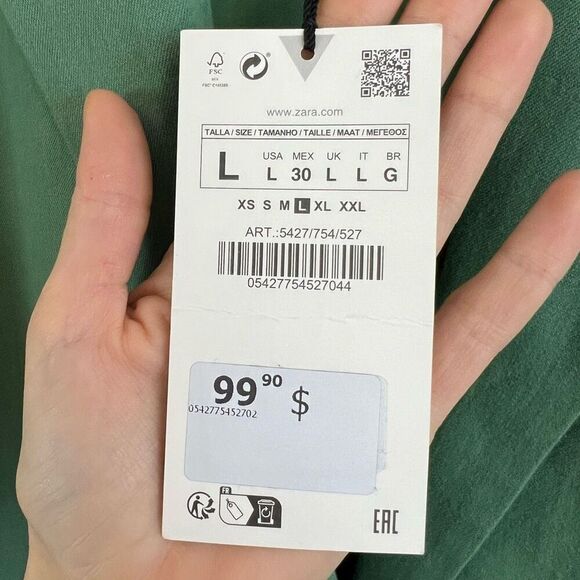 FSC
www.zara.com
TALLA / SIZE / TAMANHO / TAILLE / MAAT / ΜΕΓΕΘΟΣ
L USA MEX UK IT BR
L 30 L L G
XS S M L XL XXL
ART.:5427/754/527
05427754527044
99 90 $
0542775452702
FR
EAC